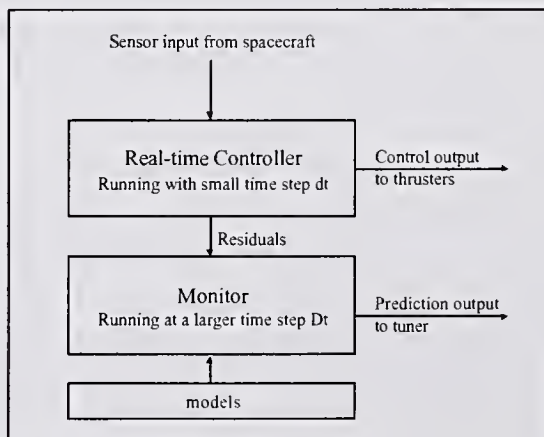 Sensor input from spacecraft
Real-time Controller
Running with small time step dt
Control output
to thrusters
Residuals
Monitor
Running at a larger time step Dt
Prediction output
to tuner
models